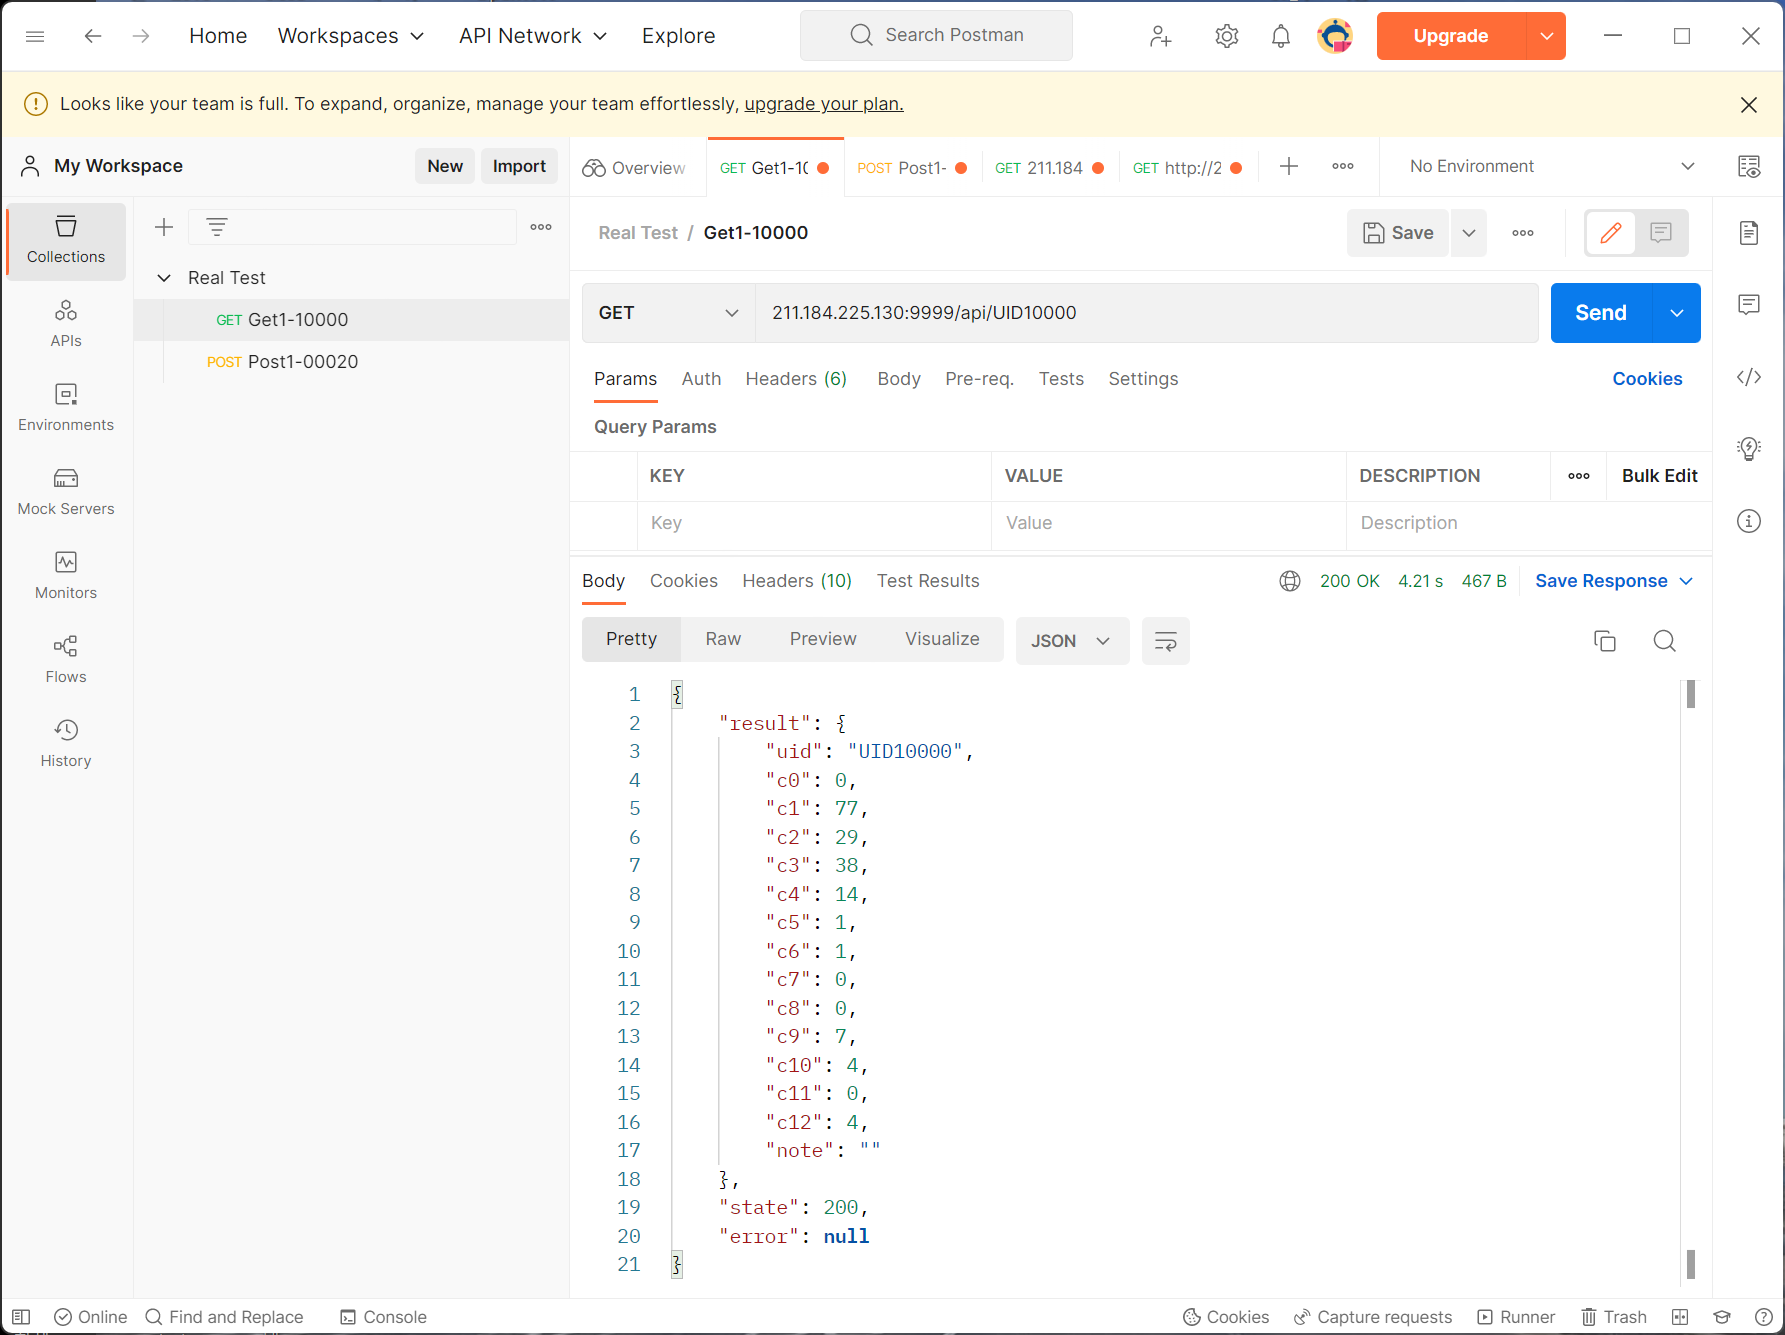 Home Workspaces API Network Explore Search Postman Upgrade
Looks like your team is full. To expand, organize, manage your team effortlessly, upgrade your plan.
My Workspace New Import
Overview GET Get1-10 POST Post1- GET 211.184 GET http://2 No Environment
Collections
APIs
Environments
Mock Servers
Monitors
Flows
History
Real Test
GET Get1-10000
POST Post1-00020
Real Test / Get1-10000 Save
GET 211.184.225.130:9999/api/UID10000 Send
Params Auth Headers (6) Body Pre-req. Tests Settings Cookies
Query Params
KEY VALUE DESCRIPTION Bulk Edit
Key Value Description
Body Cookies Headers (10) Test Results 200 OK 4.21 s 467 B Save Response
Pretty Raw Preview Visualize JSON
1 {
2 "result": {
3 "uid": "UID10000",
4 "c0": 0,
5 "c1": 77,
6 "c2": 29,
7 "c3": 38,
8 "c4": 14,
9 "c5": 1,
10 "c6": 1,
11 "c7": 0,
12 "c8": 0,
13 "c9": 7,
14 "c10": 4,
15 "c11": 0,
16 "c12": 4,
17 "note": ""
18 },
19 "state": 200,
20 "error": null
21 }
Online Find and Replace Console Cookies Capture requests Runner Trash